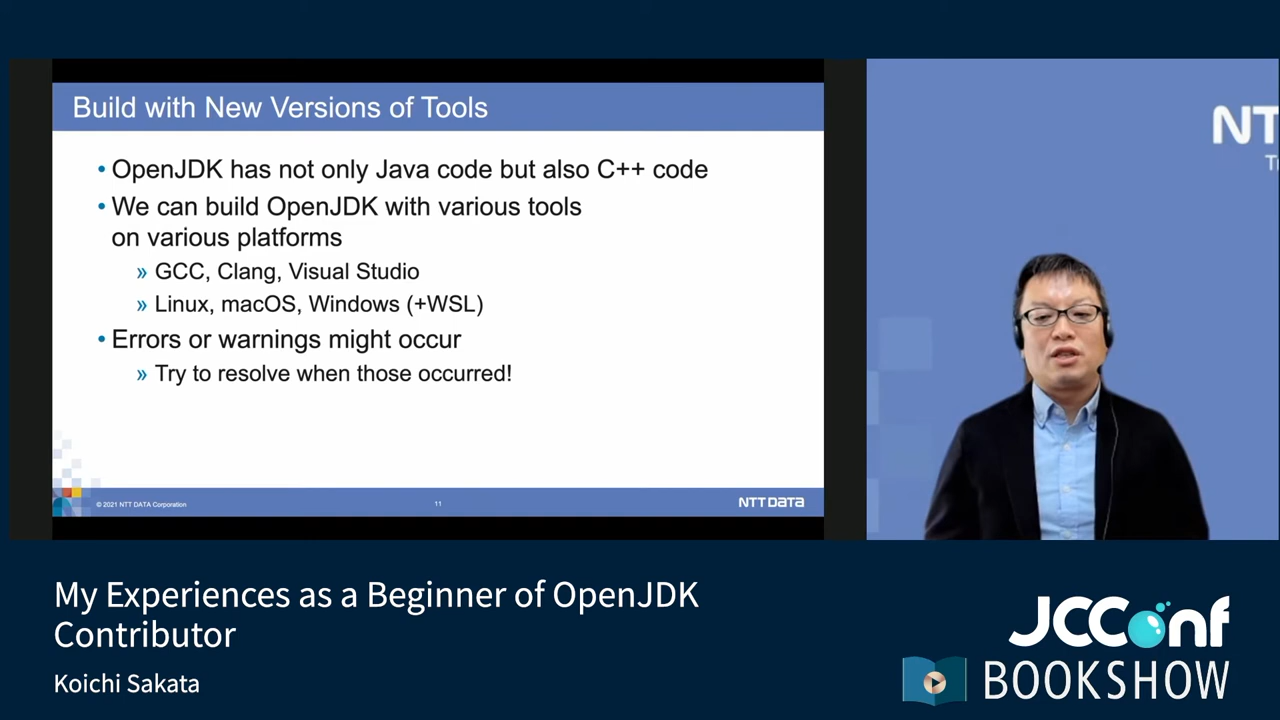 Build with New Versions of Tools
• OpenJDK has not only Java code but also C++ code
• We can build OpenJDK with various tools
on various platforms
» GCC, Clang, Visual Studio
» Linux, macOS, Windows (+WSL)
• Errors or warnings might occur
» Try to resolve when those occurred!
© 2021 NTT DATA Corporation
11
NTT DATA
NT
T
My Experiences as a Beginner of OpenJDK
Contributor
Koichi Sakata
JCConf
BOOKSHOW